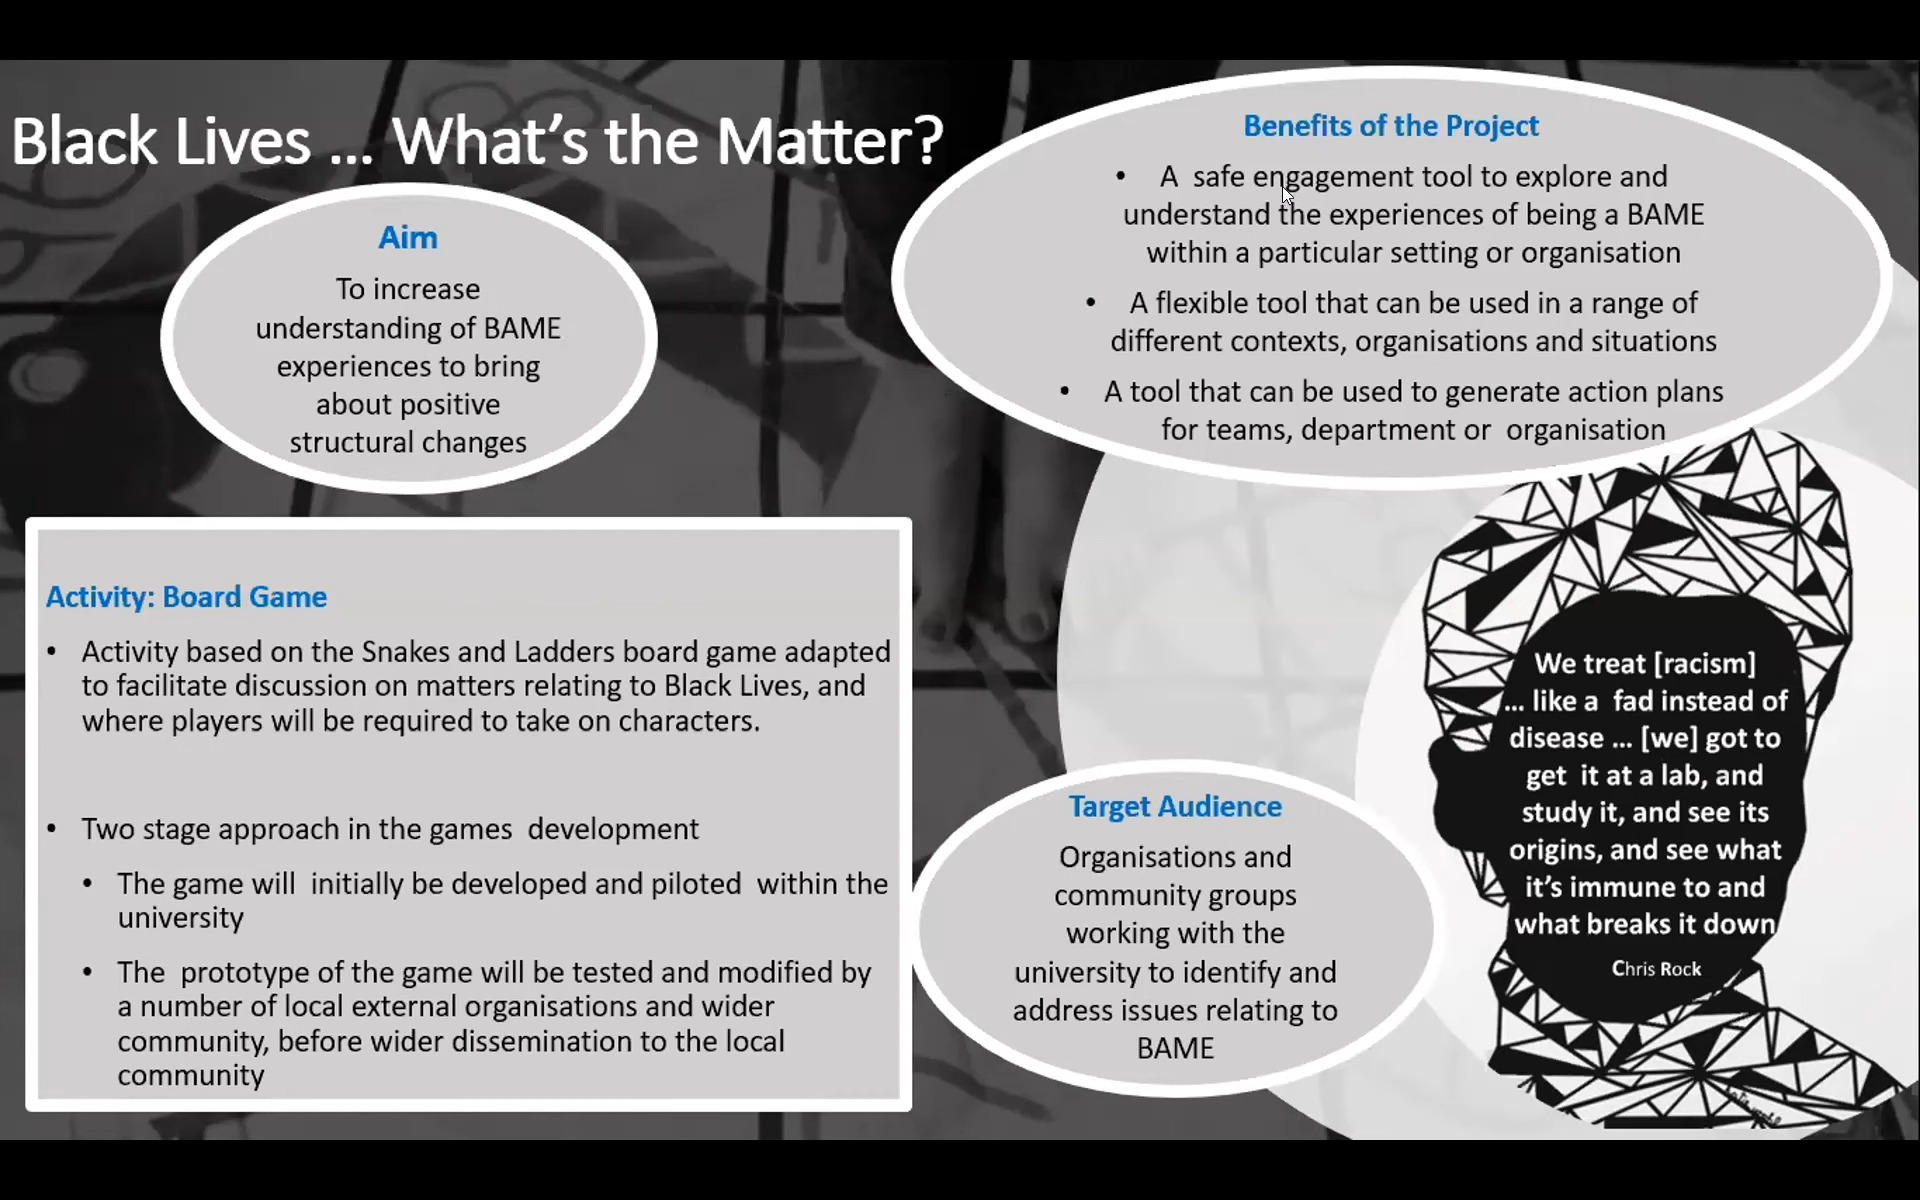 Black Lives ... What's the Matter?
Aim
To increase
understanding of BAME
experiences to bring
about positive
structural changes
Benefits of the Project
• A safe engagement tool to explore and
understand the experiences of being a BAME
within a particular setting or organisation
• A flexible tool that can be used in a range of
different contexts, organisations and situations
• A tool that can be used to generate action plans
for teams, department or organisation
Activity: Board Game
• Activity based on the Snakes and Ladders board game adapted
to facilitate discussion on matters relating to Black Lives, and
where players will be required to take on characters.
• Two stage approach in the games development
• The game will initially be developed and piloted within the
university
• The prototype of the game will be tested and modified by
a number of local external organisations and wider
community, before wider dissemination to the local
community
Target Audience
Organisations and
community groups
working with the
university to identify and
address issues relating to
BAME
We treat [racism]
... like a fad instead of
disease ... [we] got to
get it at a lab, and
study it, and see its
origins, and see what
it's immune to and
what breaks it down
Chris Rock